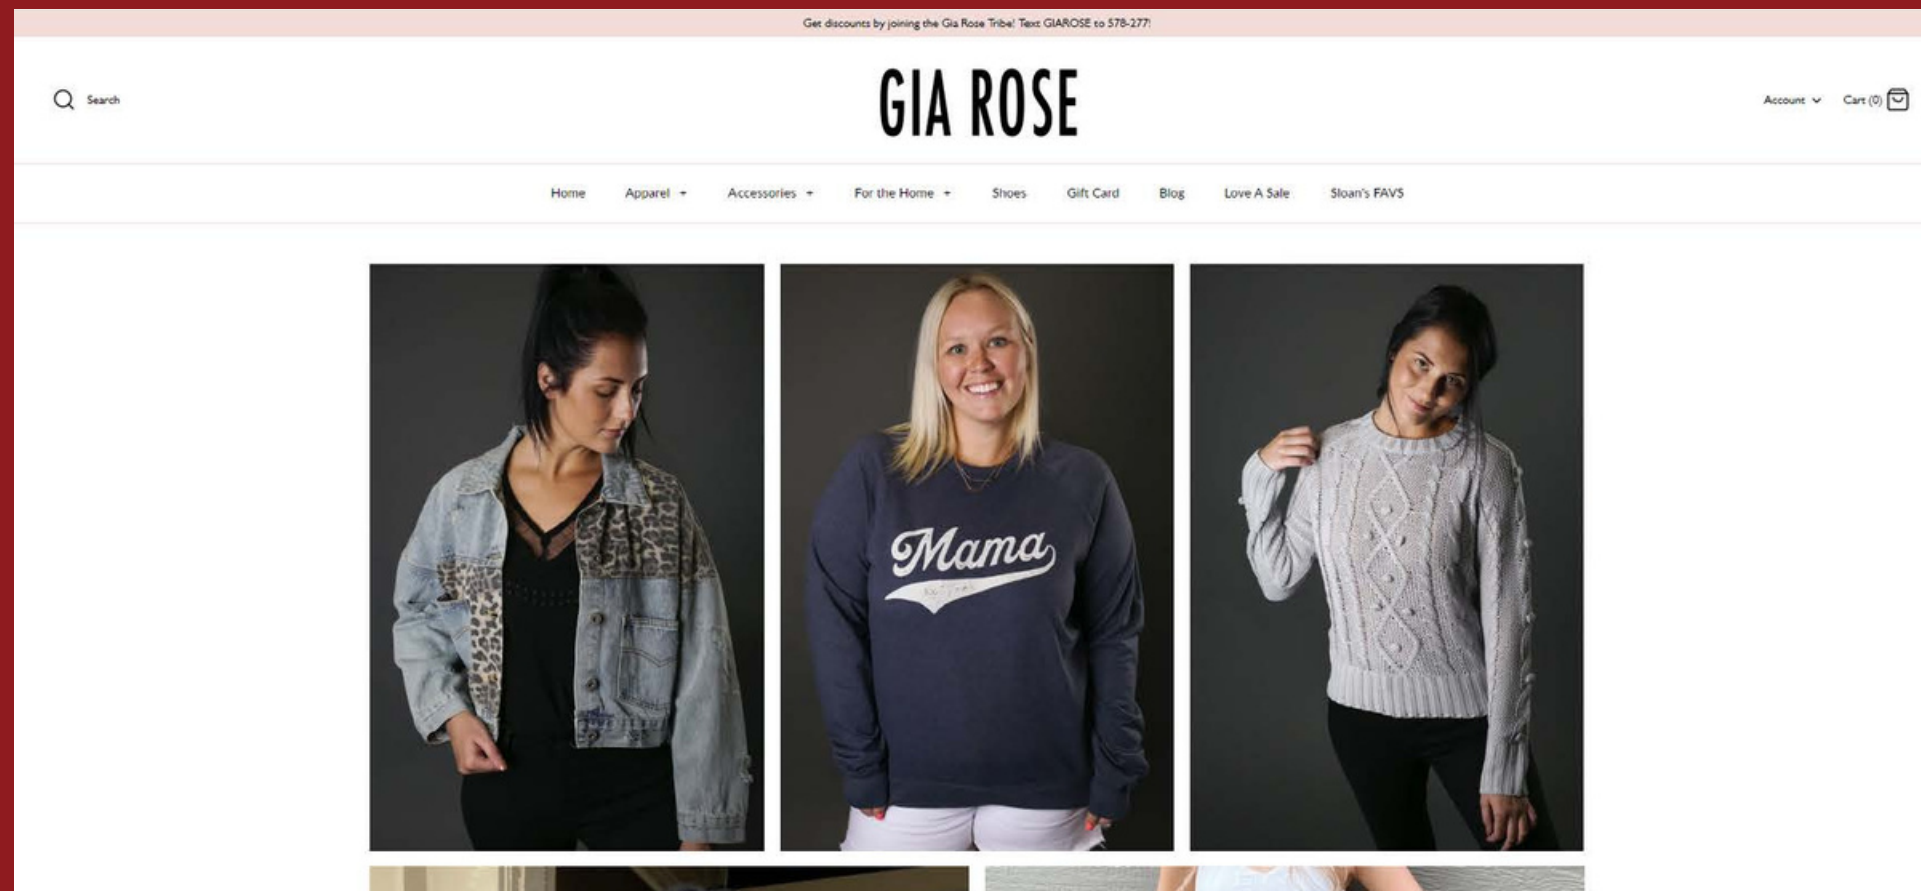 Get discounts by joining the Gia Rose Tribe! Text GIAROSE to 578-277!
Search
GIA ROSE
Account
Cart (0)
Home Apparel + Accessories + For the Home + Shoes Gift Card Blog Love A Sale Sloan's FAVS
Mama